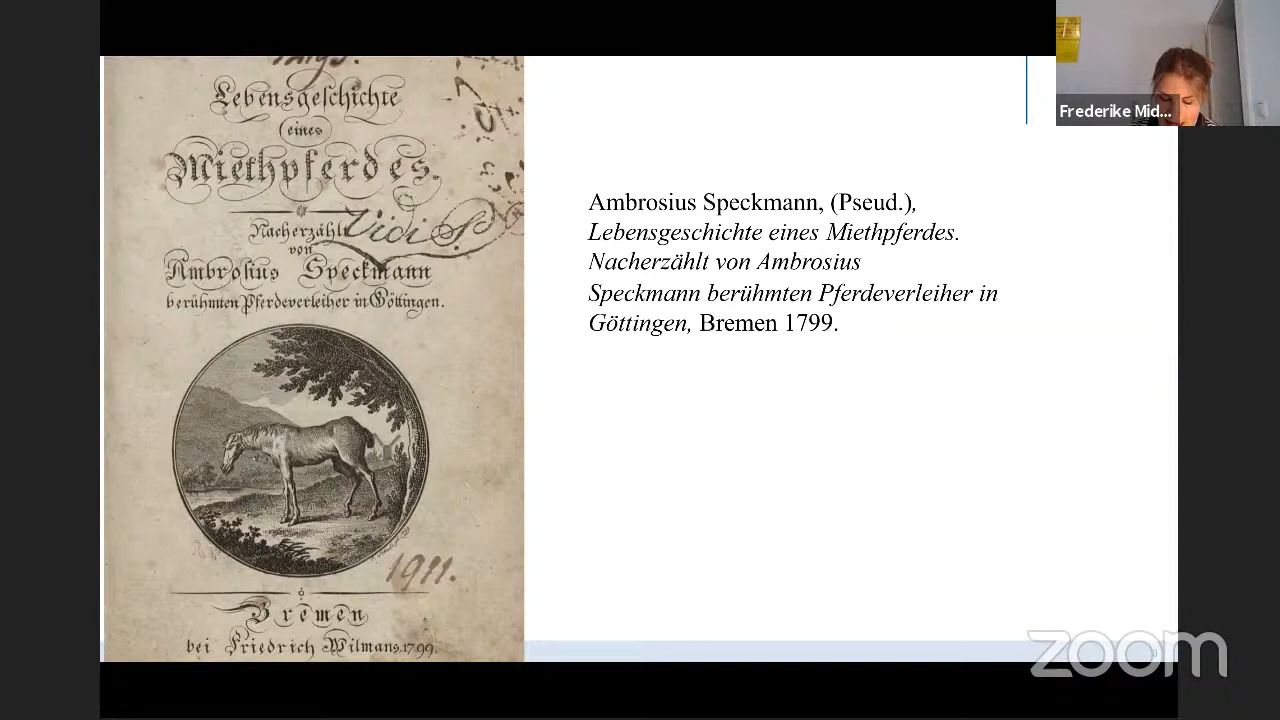 Lebensgeschichte
eines
Miethpferdes.
Nacherzählt
von
Ambrosius Speckmann
berühmten Pferdeverleiher in Göttingen.
1911.
Bremen
bei Friedrich Wilmans 1799.
Ambrosius Speckmann, (Pseud.),
Lebensgeschichte eines Miethpferdes.
Nacherzählt von Ambrosius
Speckmann berühmten Pferdeverleiher in
Göttingen, Bremen 1799.
Frederike Mid...
3
zoom